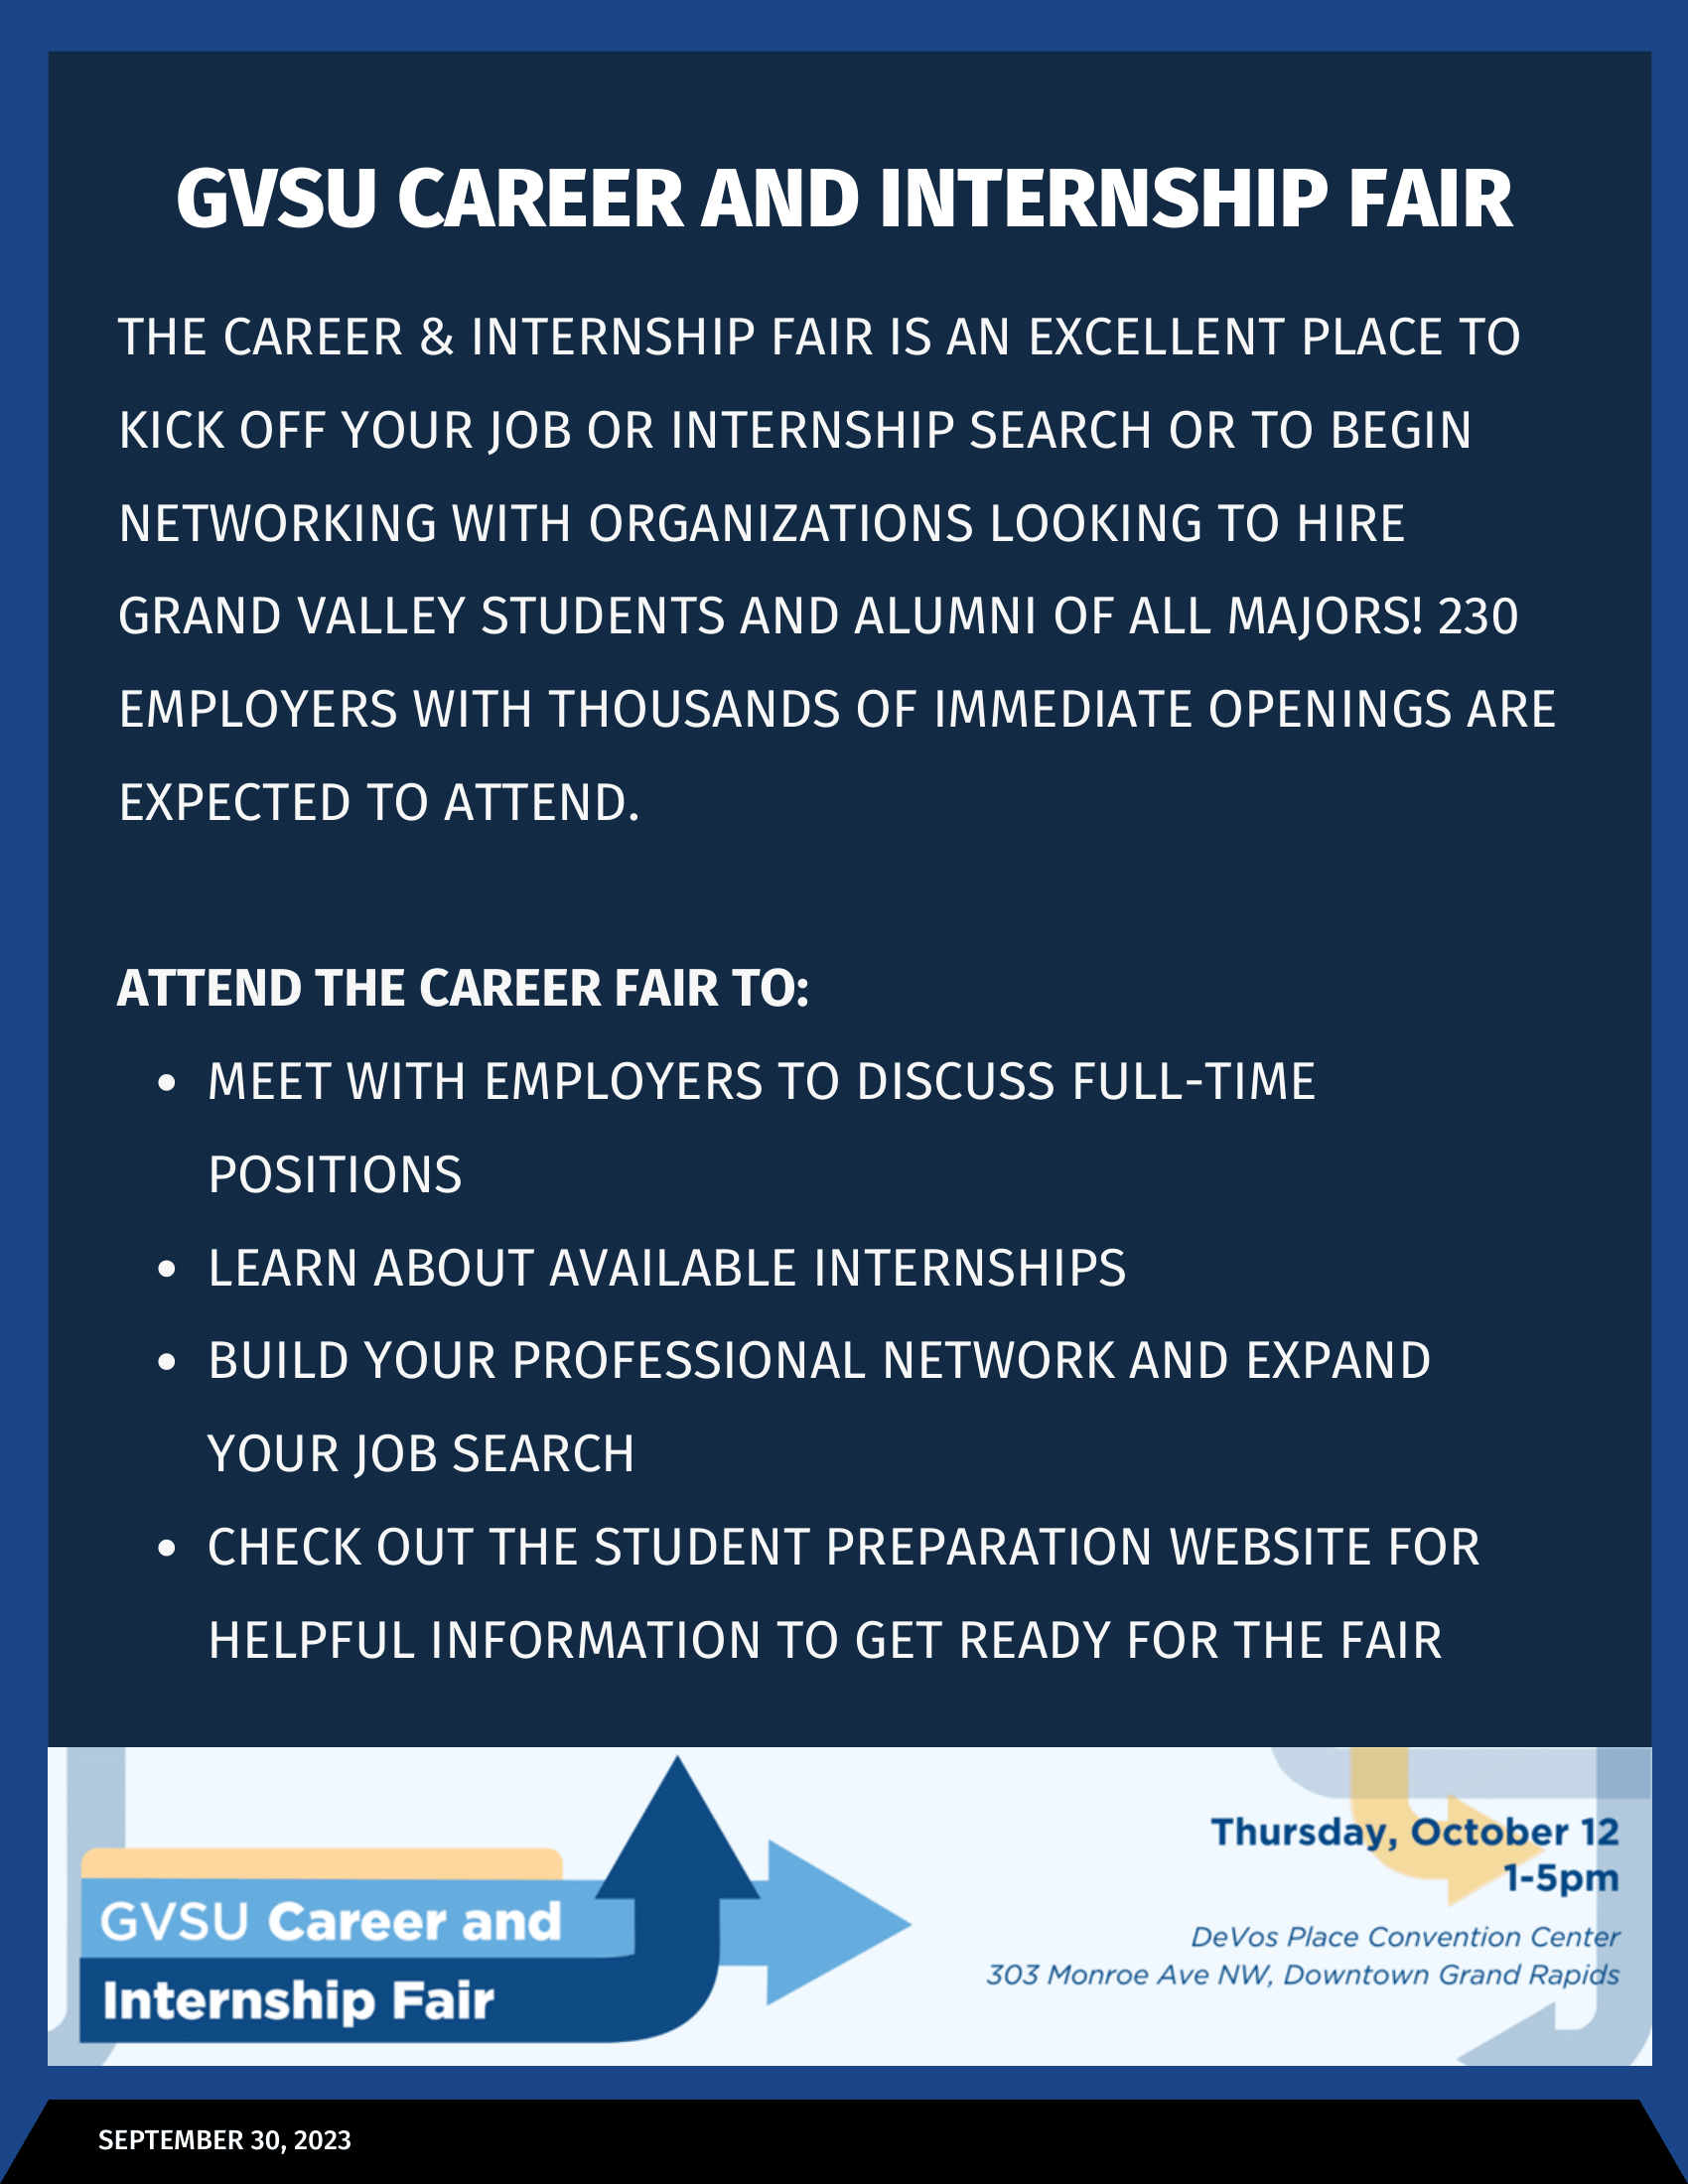 GVSU CAREER AND INTERNSHIP FAIR
THE CAREER & INTERNSHIP FAIR IS AN EXCELLENT PLACE TO
KICK OFF YOUR JOB OR INTERNSHIP SEARCH OR TO BEGIN
NETWORKING WITH ORGANIZATIONS LOOKING TO HIRE
GRAND VALLEY STUDENTS AND ALUMNI OF ALL MAJORS! 230
EMPLOYERS WITH THOUSANDS OF IMMEDIATE OPENINGS ARE
EXPECTED TO ATTEND.
ATTEND THE CAREER FAIR TO:
• MEET WITH EMPLOYERS TO DISCUSS FULL-TIME
POSITIONS
• LEARN ABOUT AVAILABLE INTERNSHIPS
• BUILD YOUR PROFESSIONAL NETWORK AND EXPAND
YOUR JOB SEARCH
• CHECK OUT THE STUDENT PREPARATION WEBSITE FOR
HELPFUL INFORMATION TO GET READY FOR THE FAIR
GVSU Career and
Internship Fair
Thursday, October 12
1-5pm
DeVos Place Convention Center
303 Monroe Ave NW, Downtown Grand Rapids
SEPTEMBER 30, 2023